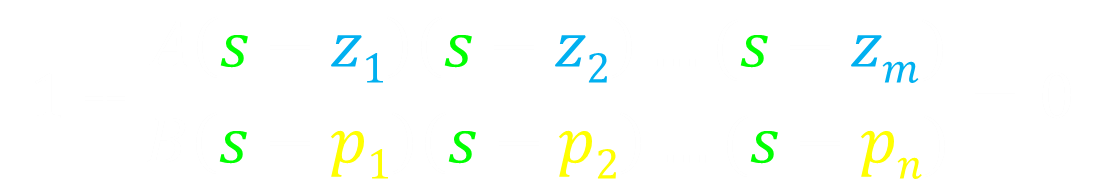 s z₁ s z₂ s zₘ
s p₁ s p₂ s pₙ